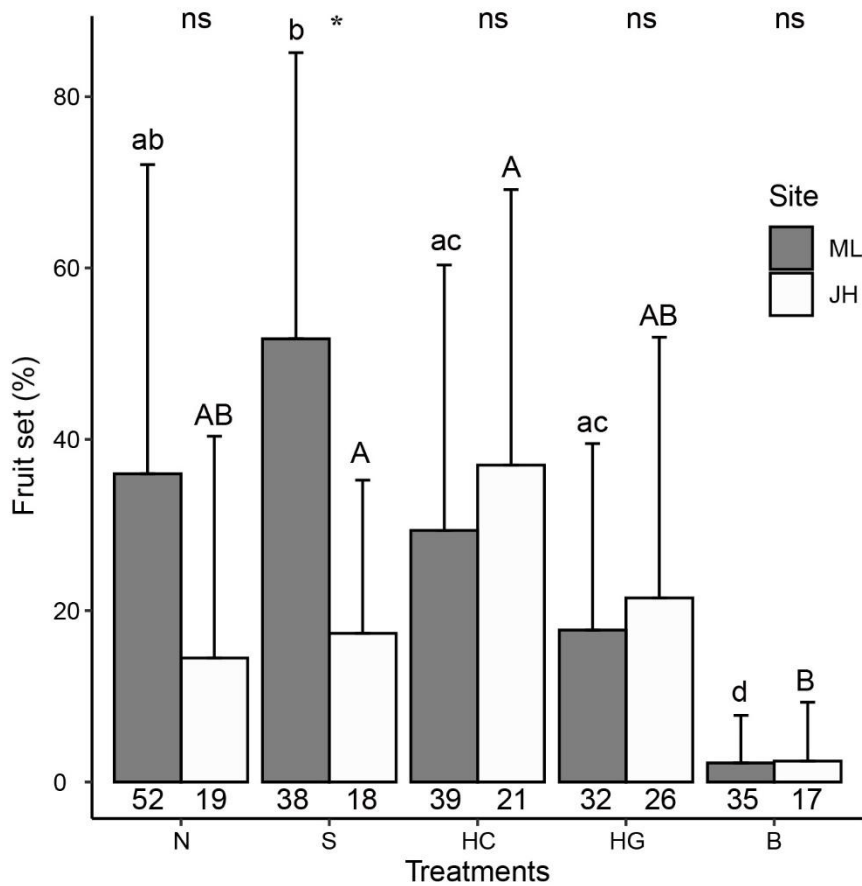 ns * ns ns ns
80
60
40
20
0
Fruit set (%)
ab
AB
b
A
ac
A
ac
AB
d
B
Site
ML
JH
52 19 38 18 39 21 32 26 35 17
N S HC HG B
Treatments